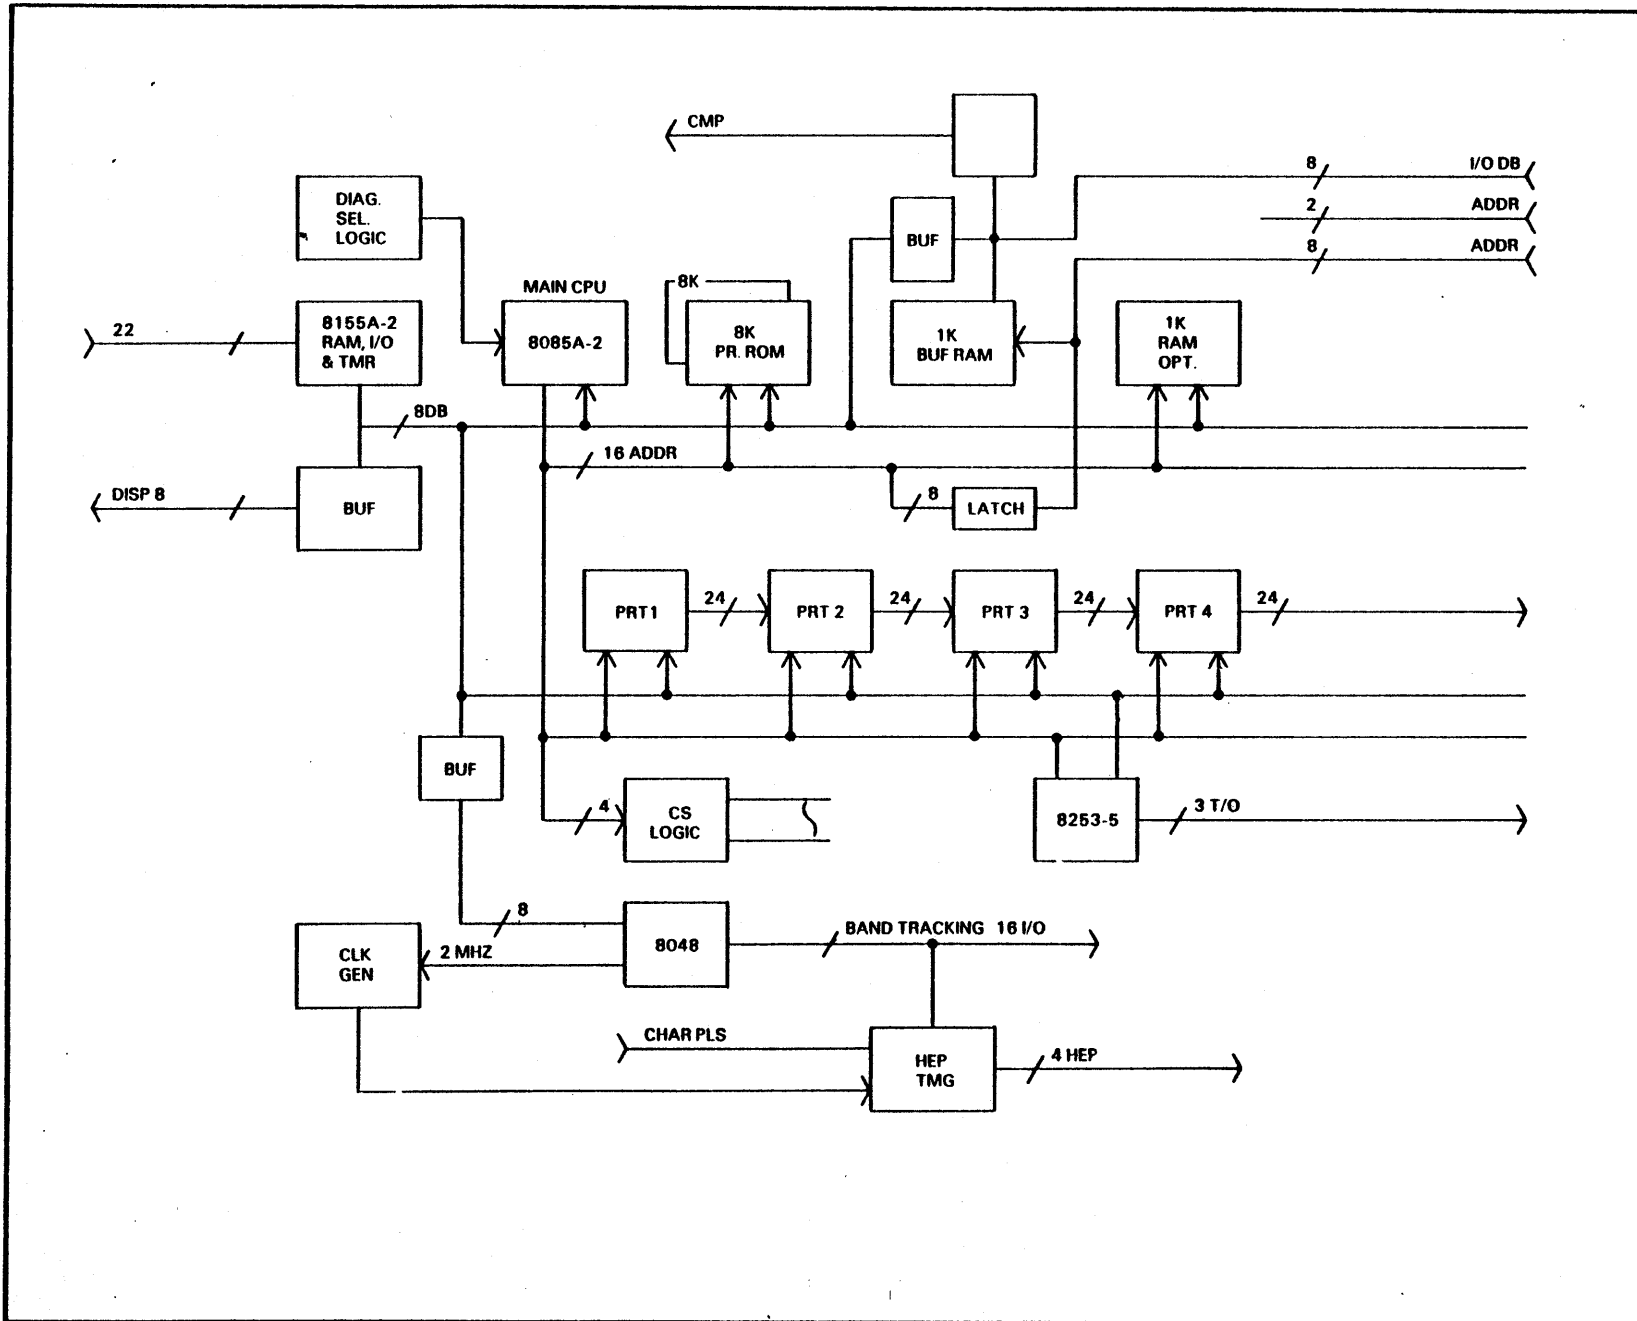 CMP
8 I/O DB
2 ADDR
8 ADDR
DIAG.
SEL.
LOGIC
BUF
MAIN CPU
8K
22
8155A-2
RAM, I/O
& TMR
8085A-2
8K
PR. ROM
1K
BUF RAM
1K
RAM
OPT.
8DB
16 ADDR
DISP 8
BUF
8
LATCH
PRT1
24
PRT 2
24
PRT 3
24
PRT 4
24
BUF
4
CS
LOGIC
8253-5
3 T/O
8
8048
BAND TRACKING 16 I/O
CLK
GEN
2 MHZ
CHAR PLS
HEP
TMG
4 HEP